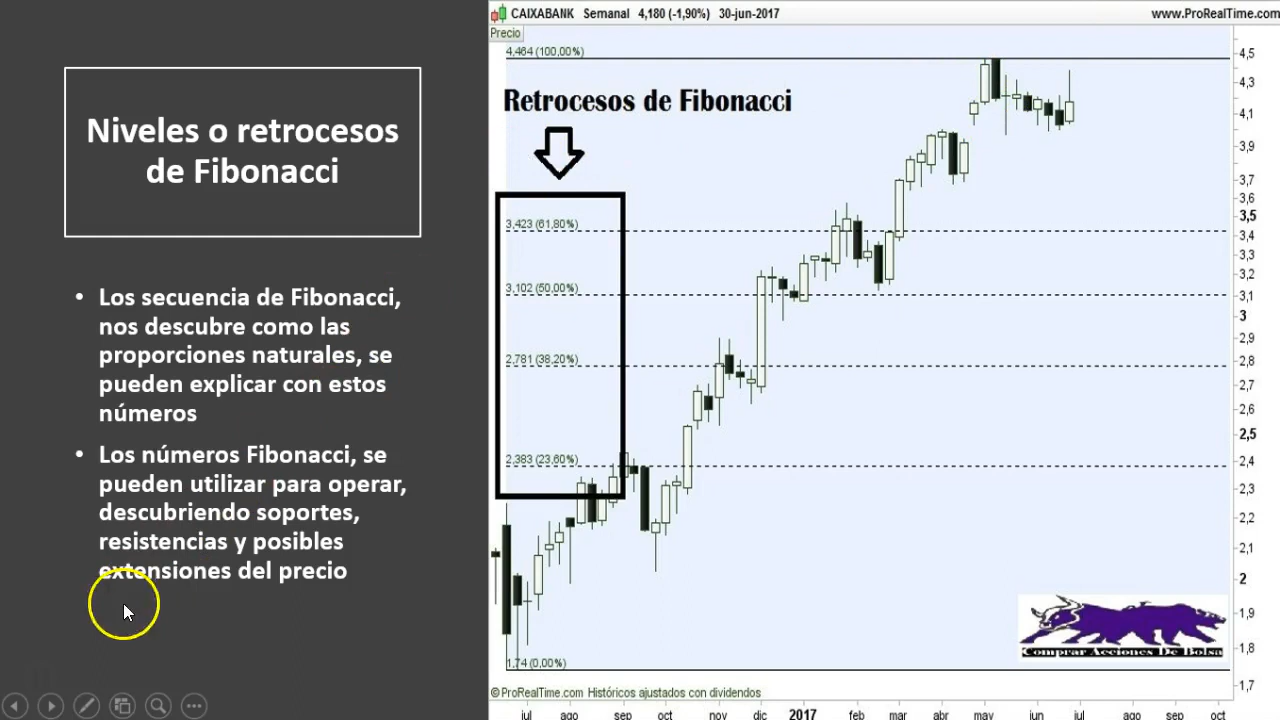 CAIXABANK Semanal 4,180 (-1,90%) 30-jun-2017
www.ProRealTime.com
Precio
Niveles o retrocesos
de Fibonacci
Los secuencia de Fibonacci,
nos descubre como las
proporciones naturales, se
pueden explicar con estos
números
Los números Fibonacci, se
pueden utilizar para operar,
descubriendo soportes,
resistencias y posibles
extensiones del precio
4,464 (100,00%)
Retrocesos de Fibonacci
3,423 (61,80%)
3,102 (50,00%)
2,781 (38,20%)
2,383 (23,60%)
1,74 (0,00%)
4,5
4,3
4,1
3,9
3,7
3,6
3,5
3,4
3,3
3,2
3,1
3
2,9
2,8
2,7
2,6
2,5
2,4
2,3
2,2
2,1
2
1,9
1,8
1,7
Comprar Acciones De Bolsa
© ProRealTime.com Históricos ajustados con dividendos
jul ago sep oct nov dic 2017 feb mar abr may jun jul ago sep oct